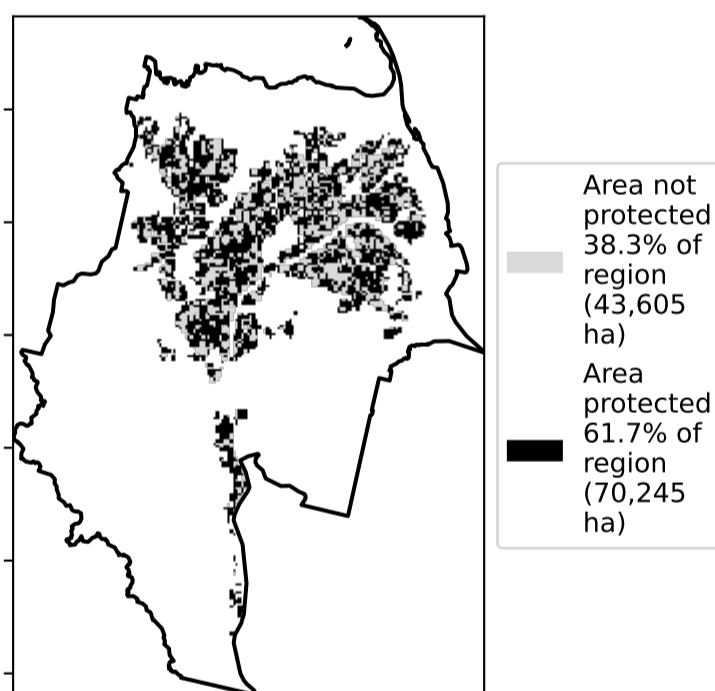 Area not
protected
38.3% of
region
(43,605
ha)
Area
protected
61.7% of
region
(70,245
ha)